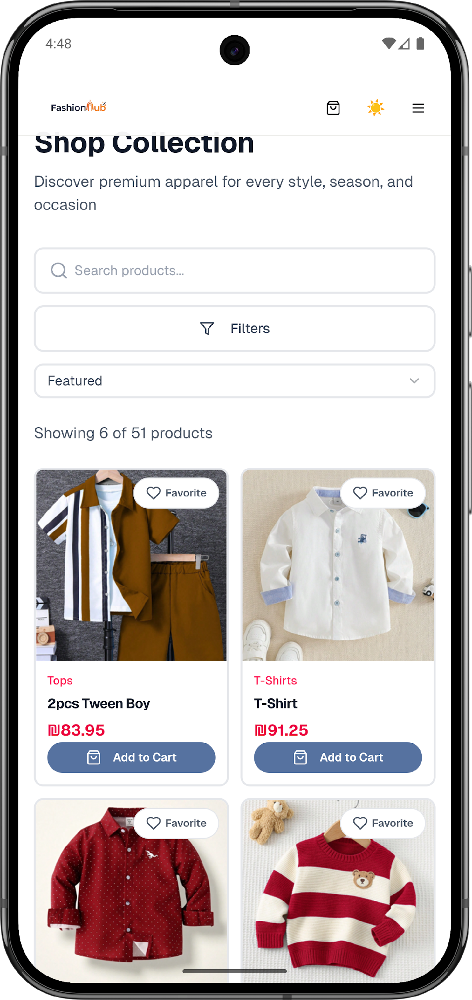 4:48
FashionHub
Shop Collection
Discover premium apparel for every style, season, and
occasion
Search products...
Filters
Featured
Showing 6 of 51 products
Favorite
Favorite
Tops
T-Shirts
2pcs Tween Boy
T-Shirt
₪83.95
₪91.25
Add to Cart
Add to Cart
Favorite
Favorite